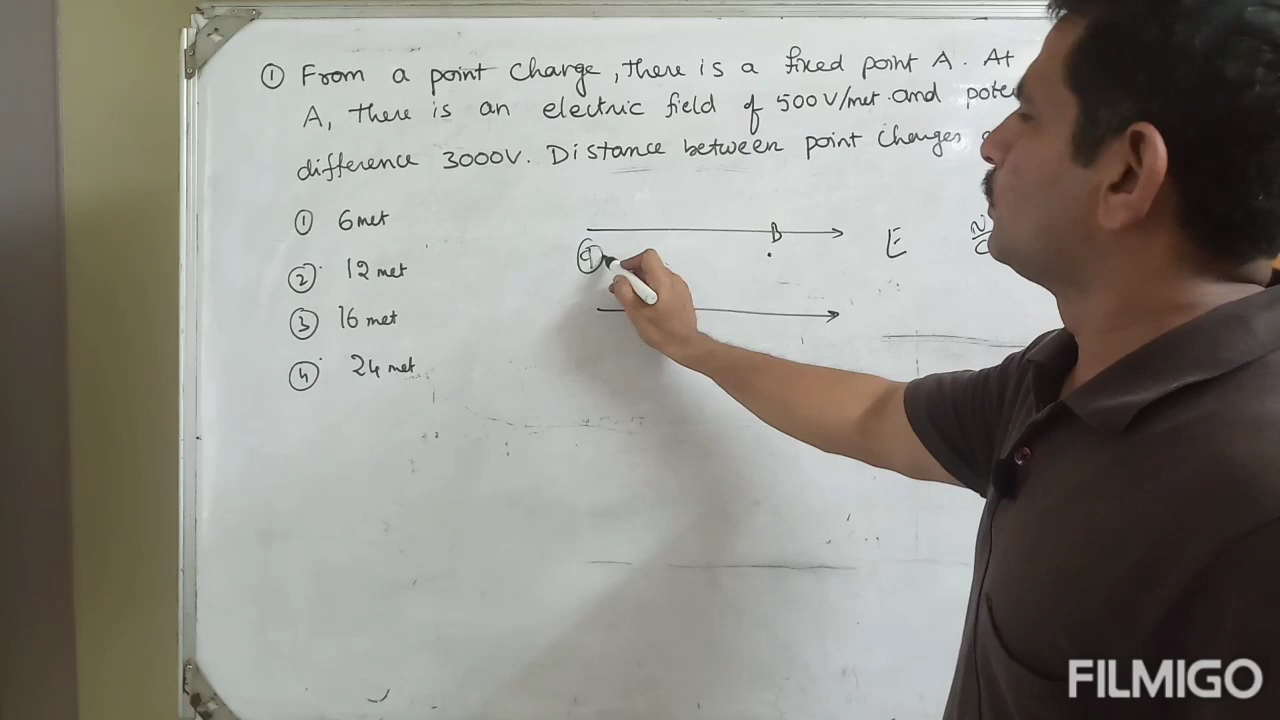 ① From a point charge, there is a fixed point A. At
A, there is an electric field of 500V/met. and pote
difference 3000V. Distance between point charges
① 6 met
② 12 met
③ 16 met
④ 24 met
B
E
N
C
q
FILMIGO